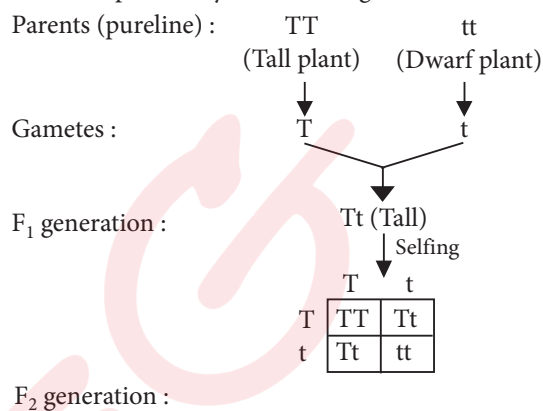 Parents (pureline) : TT tt
(Tall plant) (Dwarf plant)
Gametes : T t
F₁ generation : Tt (Tall)
Selfing
T t
T TT Tt
t Tt tt
F₂ generation :